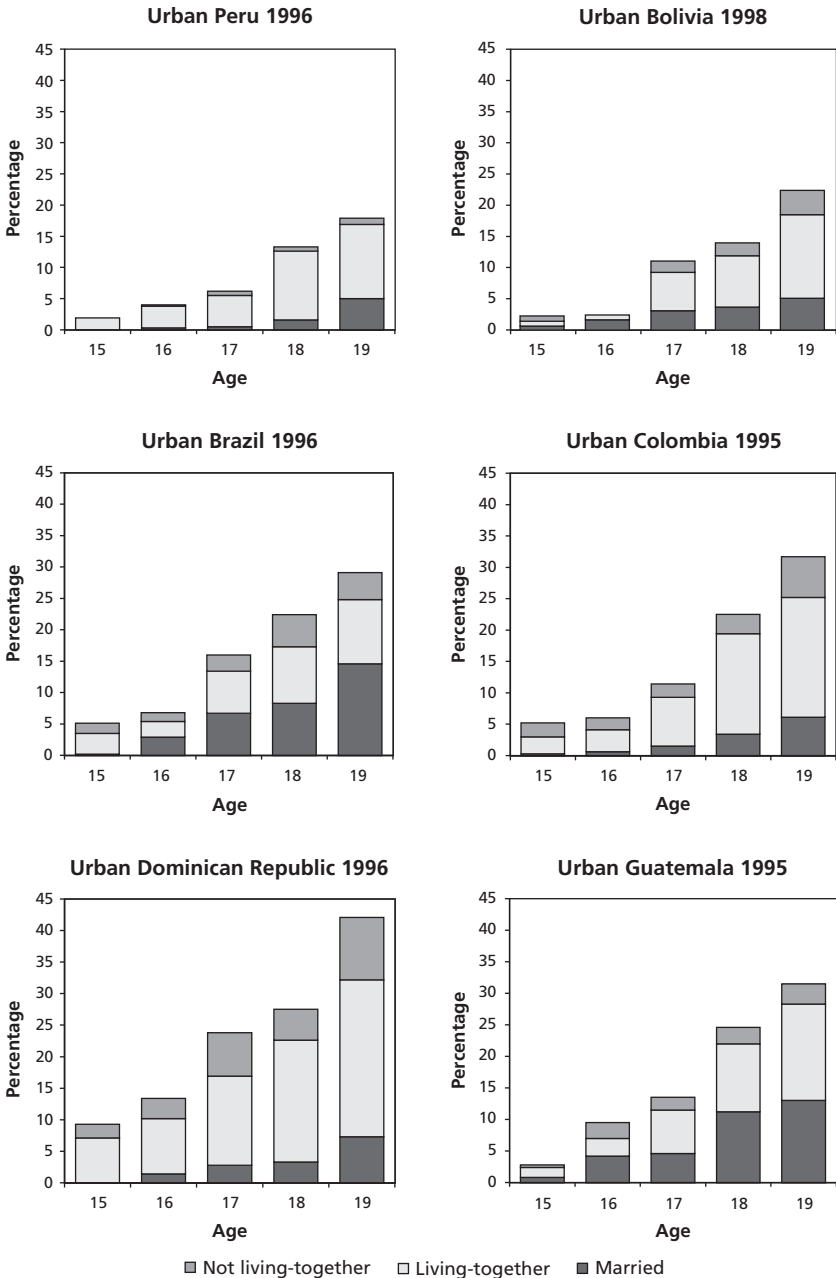 Urban Peru 1996
45
40
35
30
25
20
15
10
5
0
Percentage
15 16 17 18 19
Age
Urban Bolivia 1998
45
40
35
30
25
20
15
10
5
0
Percentage
15 16 17 18 19
Age
Urban Brazil 1996
45
40
35
30
25
20
15
10
5
0
Percentage
15 16 17 18 19
Age
Urban Colombia 1995
45
40
35
30
25
20
15
10
5
0
Percentage
15 16 17 18 19
Age
Urban Dominican Republic 1996
45
40
35
30
25
20
15
10
5
0
Percentage
15 16 17 18 19
Age
Urban Guatemala 1995
45
40
35
30
25
20
15
10
5
0
Percentage
15 16 17 18 19
Age
Not living-together Living-together Married